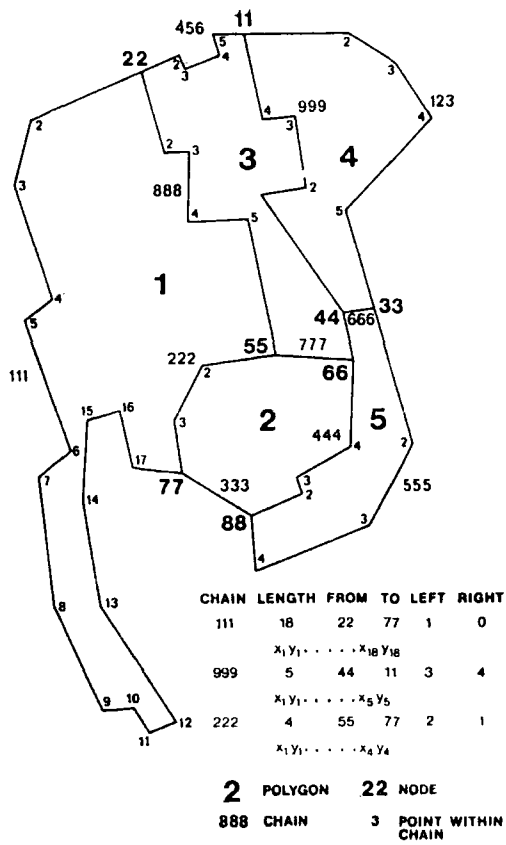 456 11
5 2
22 2 4
3 3
2 4 999 123
3 4
2 3 3 4
3 888 2
4 5 5
1
4 44 666 33
5
55 777
222 66
111 2
16
15 3 2 5
444 4 2
6 17
77 333 3
7 2 555
14 88
3
4
8 13
CHAIN LENGTH FROM TO LEFT RIGHT
111 18 22 77 1 0
x1 y1 · · · · · x18 y18
999 5 44 11 3 4
x1 y1 · · · · · x5 y5
9 10
12 222 4 55 77 2 1
11
x1 y1 · · · · · x4 y4
2 POLYGON 22 NODE
888 CHAIN 3 POINT WITHIN
CHAIN